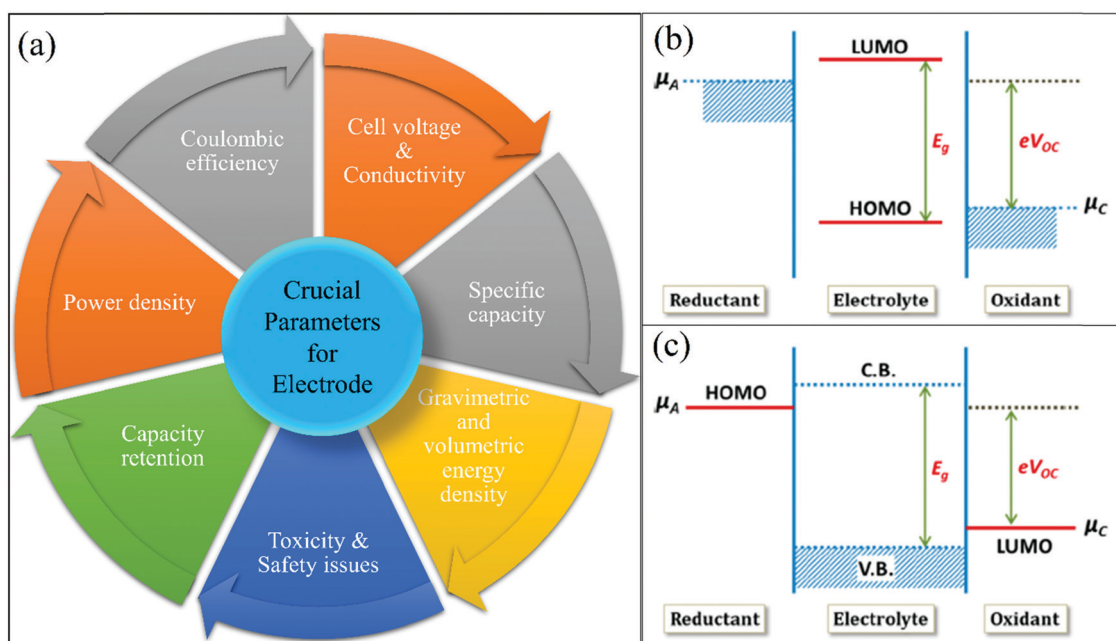 (a)
Coulombic
efficiency
Cell voltage
&
Conductivity
Specific
capacity
Gravimetric
and
volumetric
energy
density
Toxicity &
Safety issues
Capacity
retention
Power density
Crucial
Parameters
for
Electrode
(b)
LUMO
μA
Eg
eVOC
HOMO
μC
Reductant
Electrolyte
Oxidant
(c)
C.B.
HOMO
μA
Eg
eVOC
μC
LUMO
V.B.
Reductant
Electrolyte
Oxidant